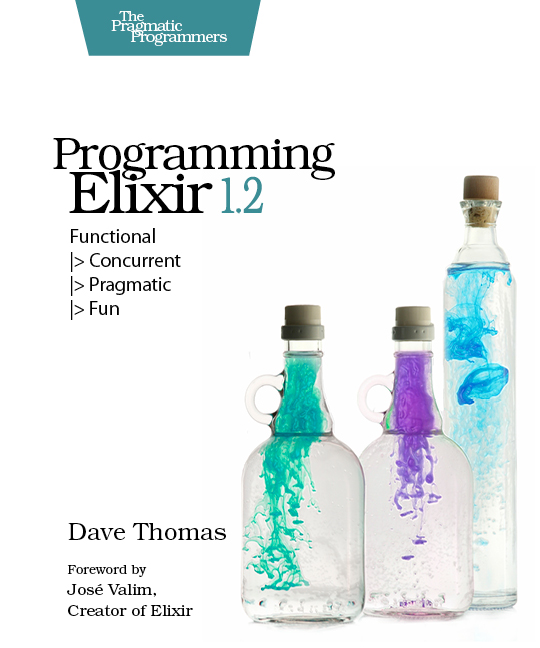 The
Pragmatic
Programmers
Programming
Elixir 1.2
Functional
|> Concurrent
|> Pragmatic
|> Fun
Dave Thomas
Foreword by
José Valim,
Creator of Elixir